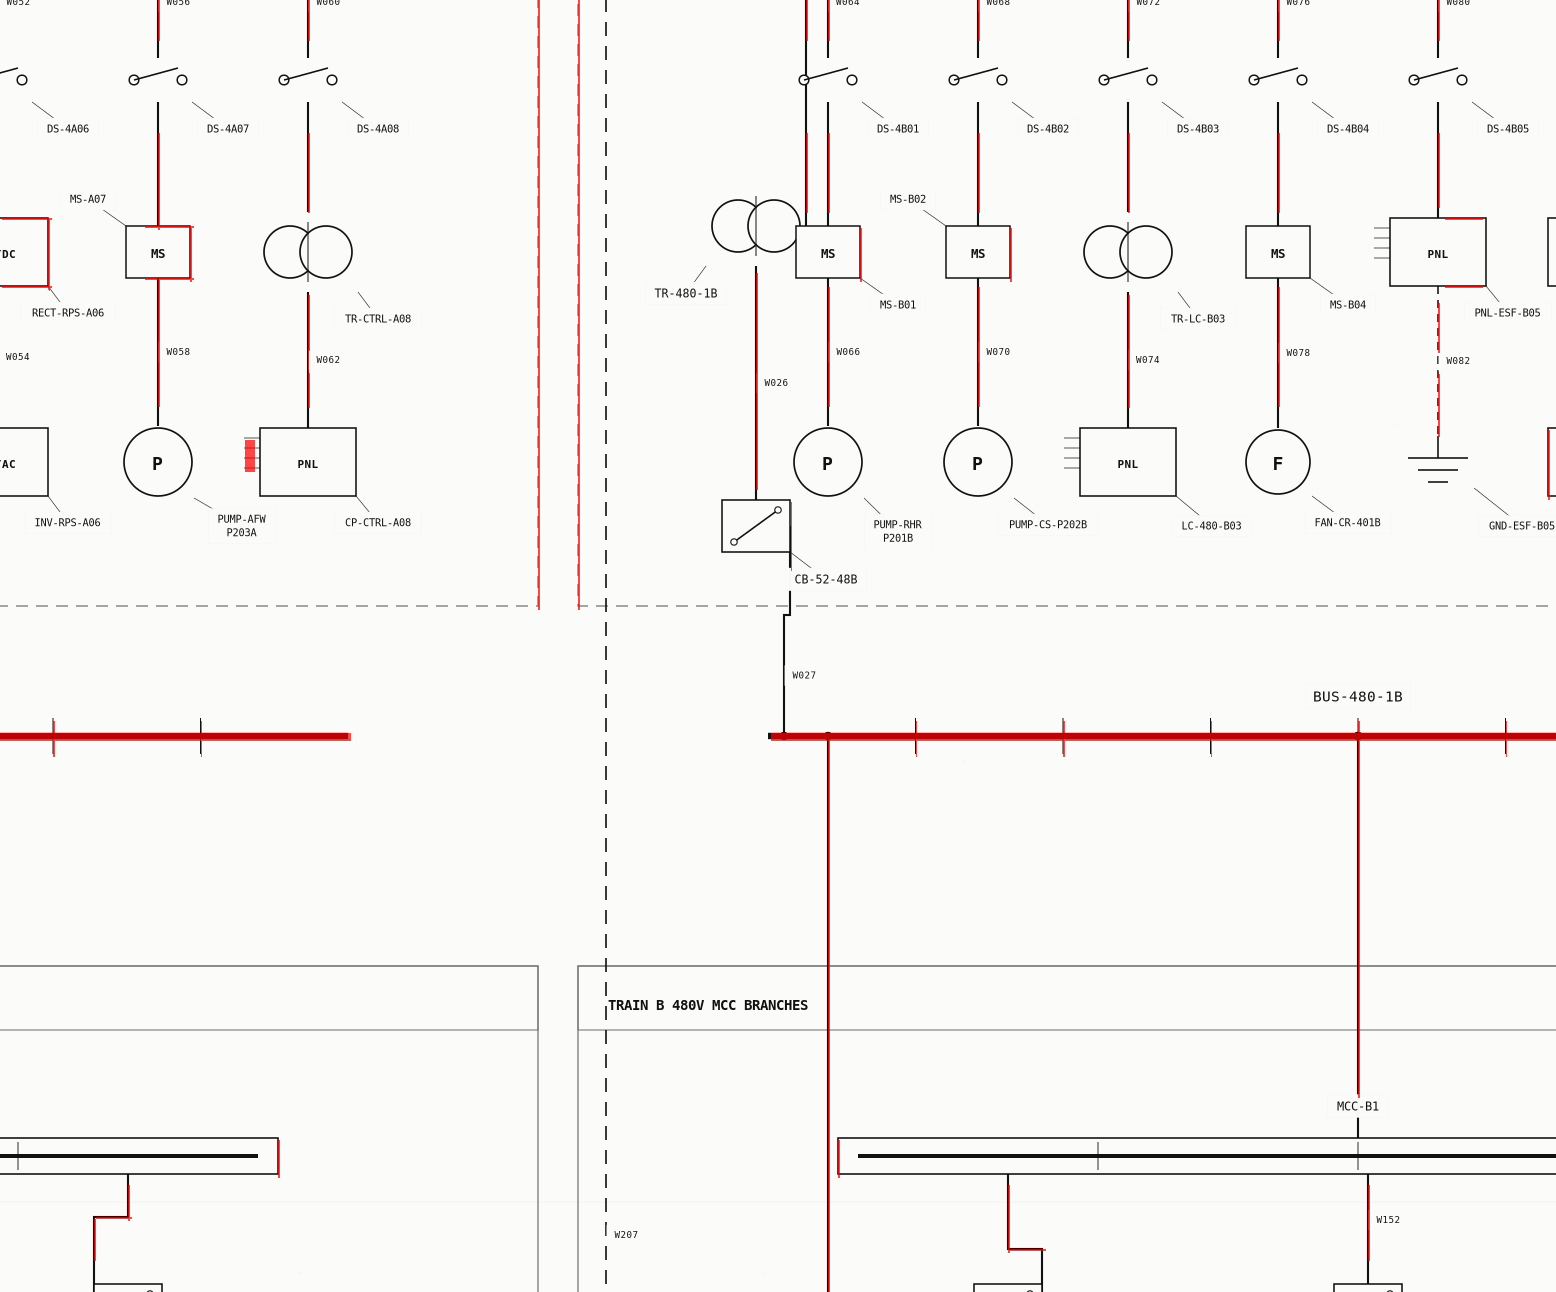 W052
W056
W060
W064
W068
W072
W076
W080
DS-4A06
DS-4A07
DS-4A08
DS-4B01
DS-4B02
DS-4B03
DS-4B04
DS-4B05
MS-A07
MS-B02
/DC
MS
MS
MS
MS
PNL
TR-480-1B
RECT-RPS-A06
TR-CTRL-A08
MS-B01
TR-LC-B03
MS-B04
PNL-ESF-B05
W054
W058
W062
W066
W070
W074
W078
W082
W026
/AC
P
PNL
P
P
PNL
F
INV-RPS-A06
PUMP-AFW
P203A
CP-CTRL-A08
PUMP-RHR
P201B
PUMP-CS-P202B
LC-480-B03
FAN-CR-401B
GND-ESF-B05
CB-52-48B
W027
BUS-480-1B
TRAIN B 480V MCC BRANCHES
MCC-B1
W152
W207